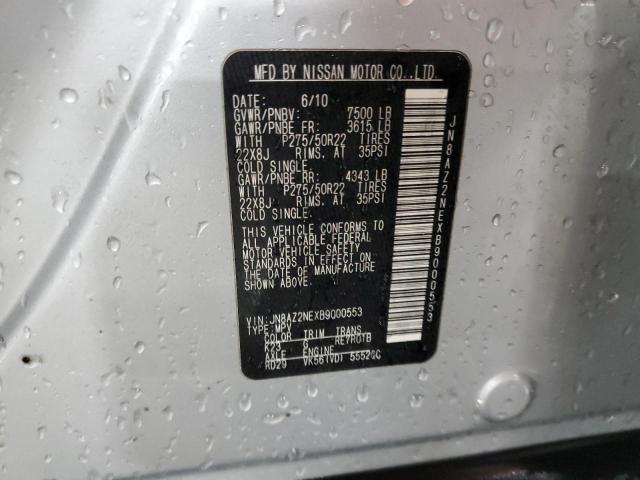 MFD BY NISSAN MOTOR CO.,LTD.
DATE: 6/10
GVWR/PNBV: 7500 LB
GAWR/PNBE FR: 3615 LB
WITH P275/50R22 TIRES
22X8J RIMS. AT 35PSI
COLD SINGLE.
GAWR/PNBE RR: 4343 LB
WITH P275/50R22 TIRES
22X8J RIMS. AT 35PSI
COLD SINGLE.
THIS VEHICLE CONFORMS TO
ALL APPLICABLE FEDERAL
MOTOR VEHICLE SAFETY
STANDARDS IN EFFECT ON
THE DATE OF MANUFACTURE
SHOWN ABOVE.
VIN:JN8AZ2NEXB9000553
TYPE:MPV
COLOR TRIM TRANS
K23 G RE7R01B
AXLE ENGINE
RD29 VK56(VD) 5552CC
JN8AZ2NEXB9000553